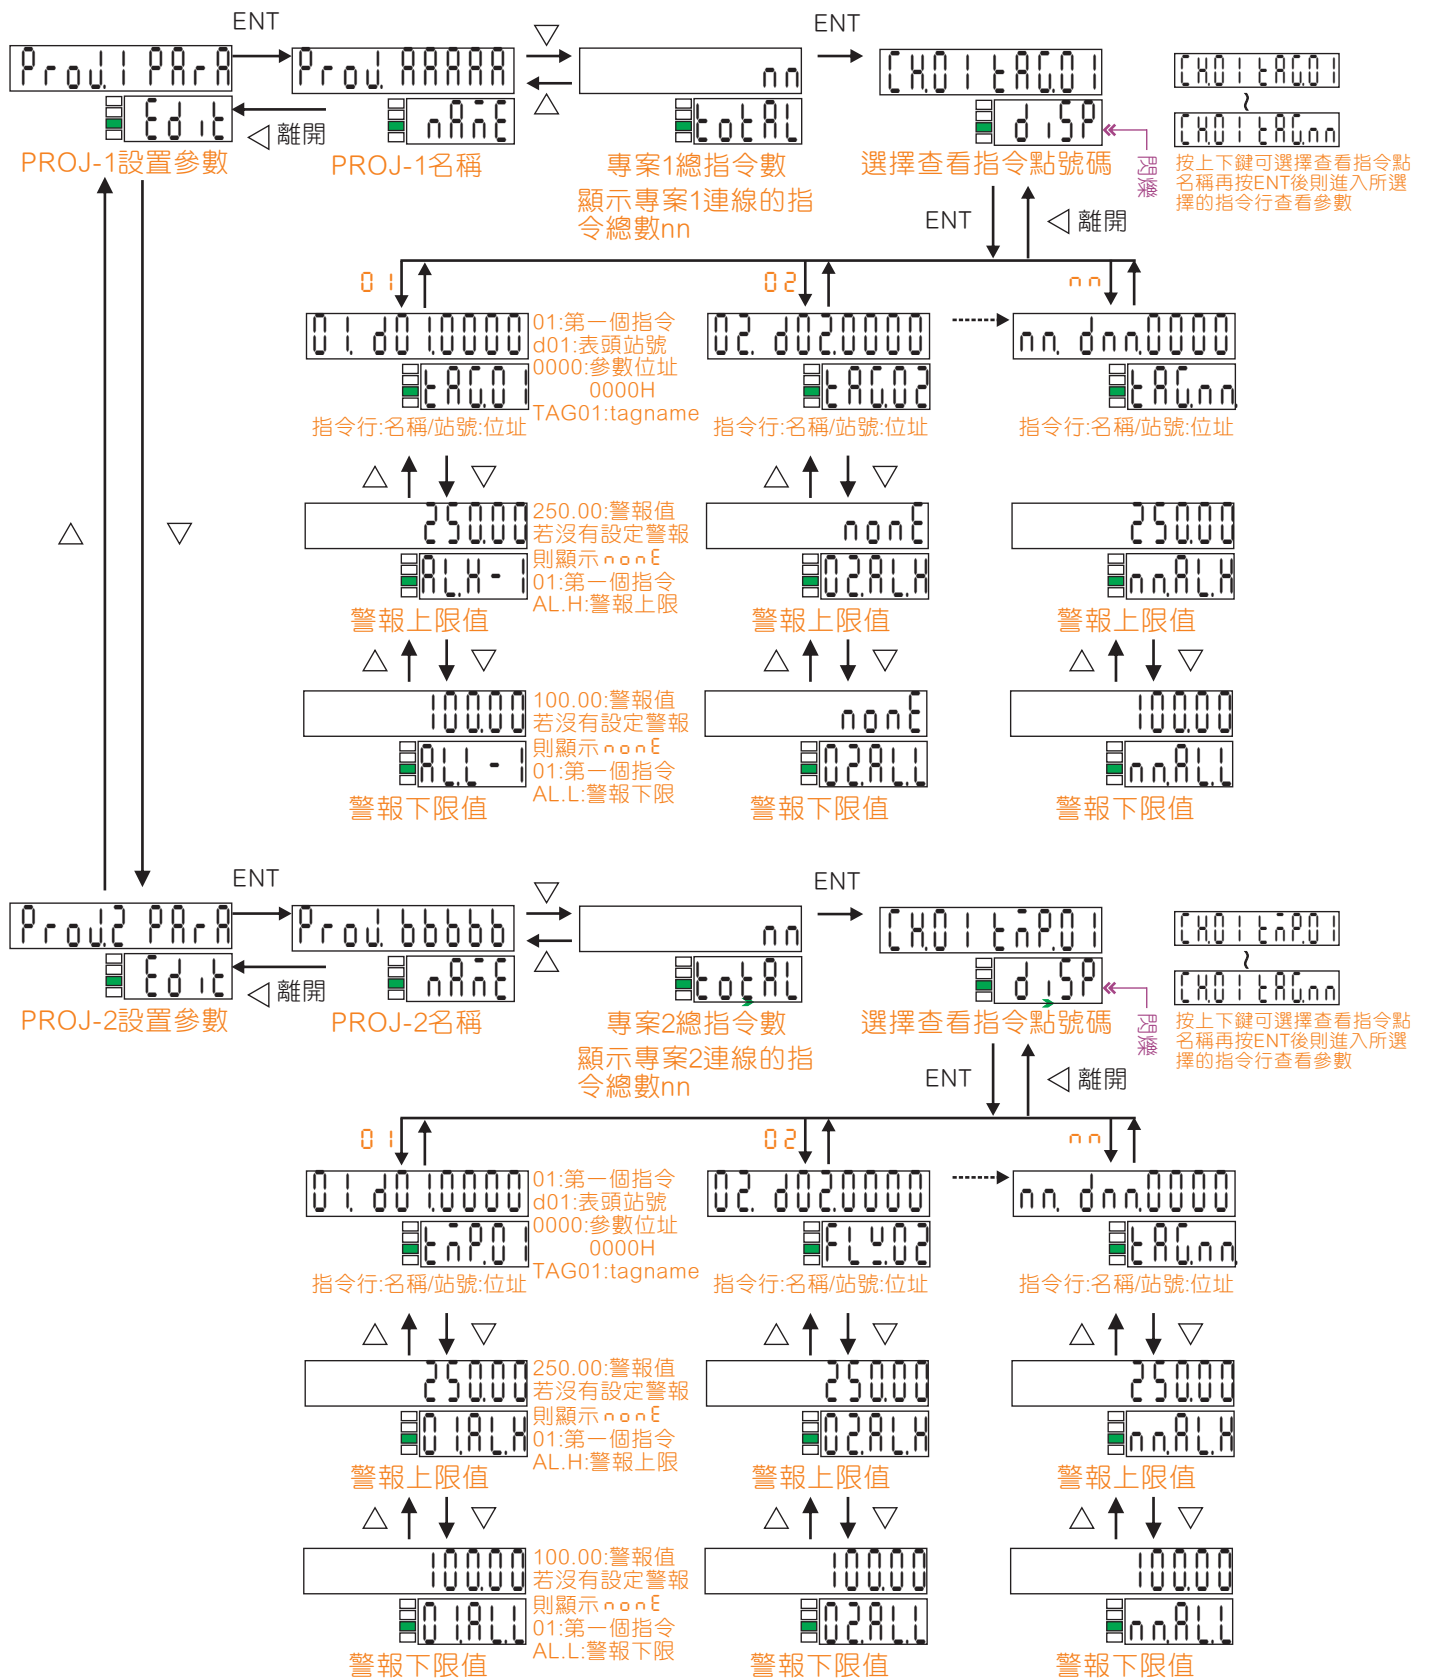 ENT
ENT
Proj.1 PArA
Proj. AAAAA
nn
CH.01 tAG.01
CH.01 tAG.01
Edit
離開
nAmE
totAL
diSP
閃爍
CH.01 tAG.nn
PROJ-1設置參數
PROJ-1名稱
專案1總指令數
選擇查看指令點號碼
顯示專案1連線的指
令總數nn
按上下鍵可選擇查看指令點
名稱再按ENT後則進入所選
擇的指令行查看參數
ENT
離開
01
02
nn
01. d01.0000
tAG.01
01:第一個指令
d01:表頭站號
0000:參數位址
0000H
TAG01:tagname
02. d02.0000
tAG.02
nn. dnn.0000
tAG.nn
指令行:名稱/站號:位址
指令行:名稱/站號:位址
指令行:名稱/站號:位址
250.00
AL.H-1
250.00:警報值
若沒有設定警報
則顯示nonE
01:第一個指令
AL.H:警報上限
nonE
02.AL.H
250.00
nn.AL.H
警報上限值
警報上限值
警報上限值
100.00
AL.L-1
100.00:警報值
若沒有設定警報
則顯示nonE
01:第一個指令
AL.L:警報下限
nonE
02.AL.L
100.00
nn.AL.L
警報下限值
警報下限值
警報下限值
ENT
ENT
Proj.2 PArA
Proj. bbbbb
nn
CH.01 tmP.01
CH.01 tmP.01
Edit
離開
nAmE
totAL
diSP
閃爍
CH.01 tAG.nn
PROJ-2設置參數
PROJ-2名稱
專案2總指令數
選擇查看指令點號碼
顯示專案2連線的指
令總數nn
按上下鍵可選擇查看指令點
名稱再按ENT後則進入所選
擇的指令行查看參數
ENT
離開
01
02
nn
01. d01.0000
tmP.01
01:第一個指令
d01:表頭站號
0000:參數位址
0000H
TAG01:tagname
02. d02.0000
nn. dnn.0000
tAG.nn
指令行:名稱/站號:位址
指令行:名稱/站號:位址
指令行:名稱/站號:位址
250.00
01.AL.H
250.00:警報值
若沒有設定警報
則顯示nonE
01:第一個指令
AL.H:警報上限
250.00
02.AL.H
250.00
nn.AL.H
警報上限值
警報上限值
警報上限值
100.00
01.AL.L
100.00:警報值
若沒有設定警報
則顯示nonE
01:第一個指令
AL.L:警報下限
100.00
02.AL.L
100.00
nn.AL.L
警報下限值
警報下限值
警報下限值